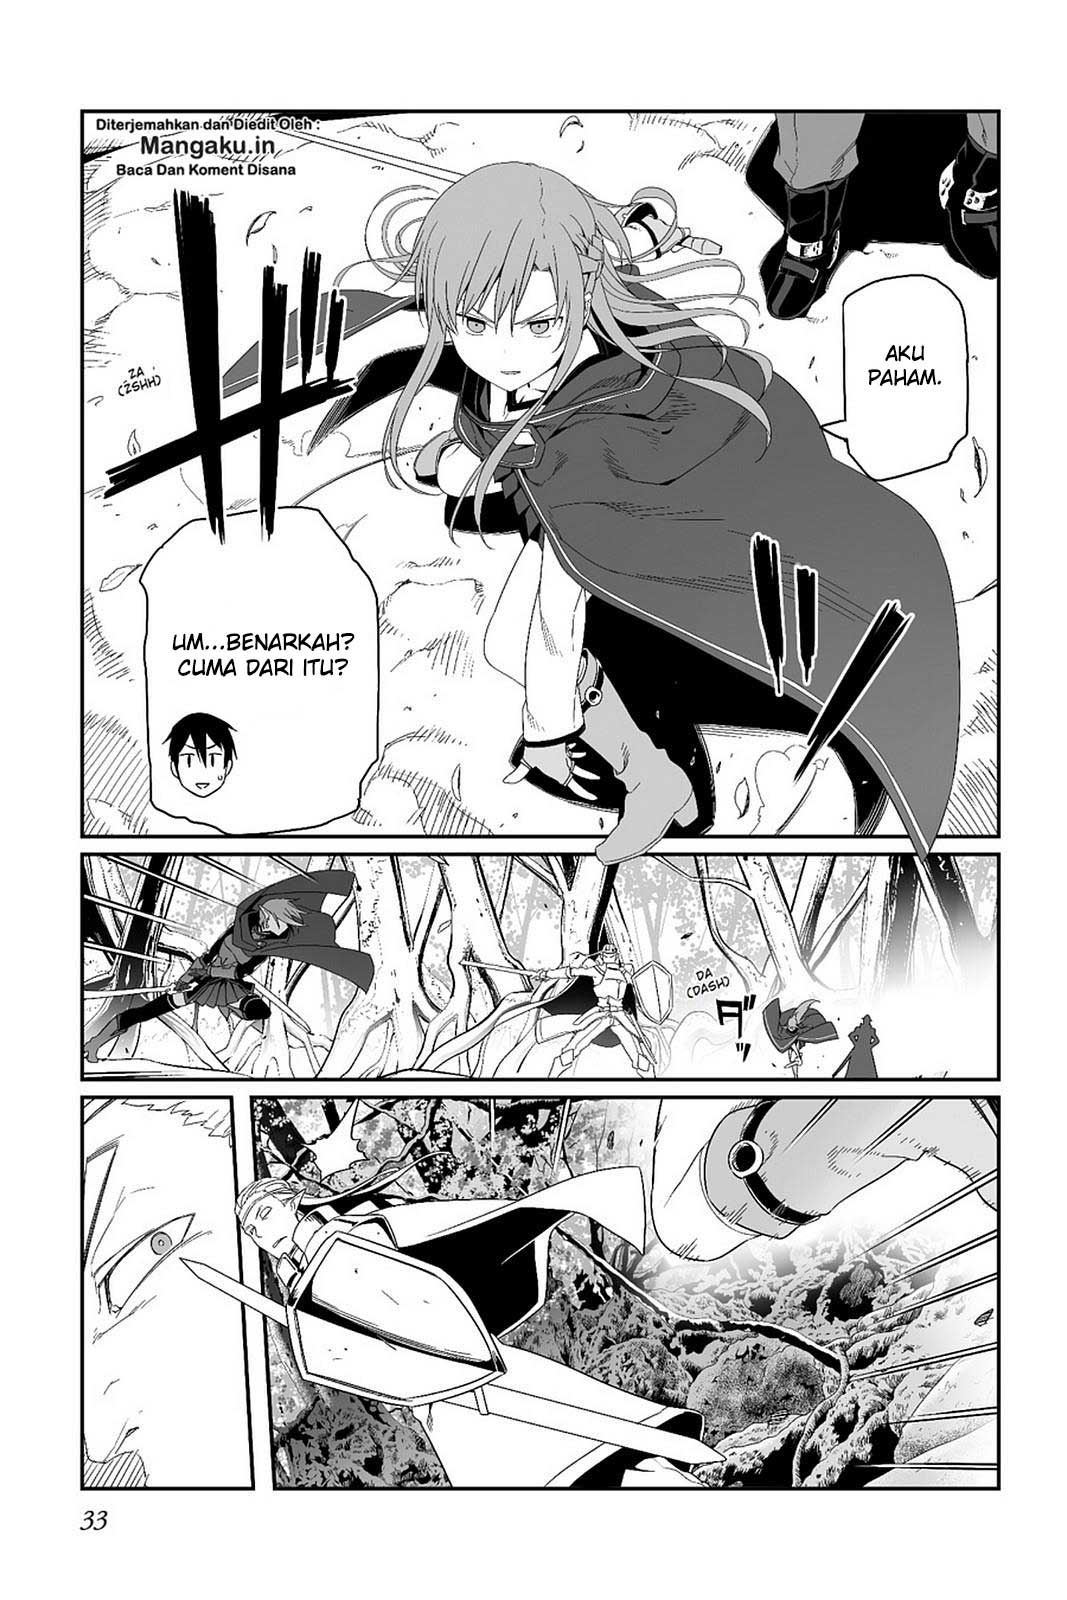 Diterjemahkan dan Diedit Oleh :
Mangaku.in
Baca Dan Koment Disana
AKU
PAHAM.
ZA
(ZSHH)
UM...BENARKAH?
CUMA DARI ITU?
DA
(DASH)
ダッ
33